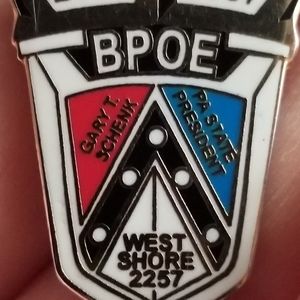 BPOE
GARY T.
SCHENK
PA STATE
PRESIDENT
WEST
SHORE
2257